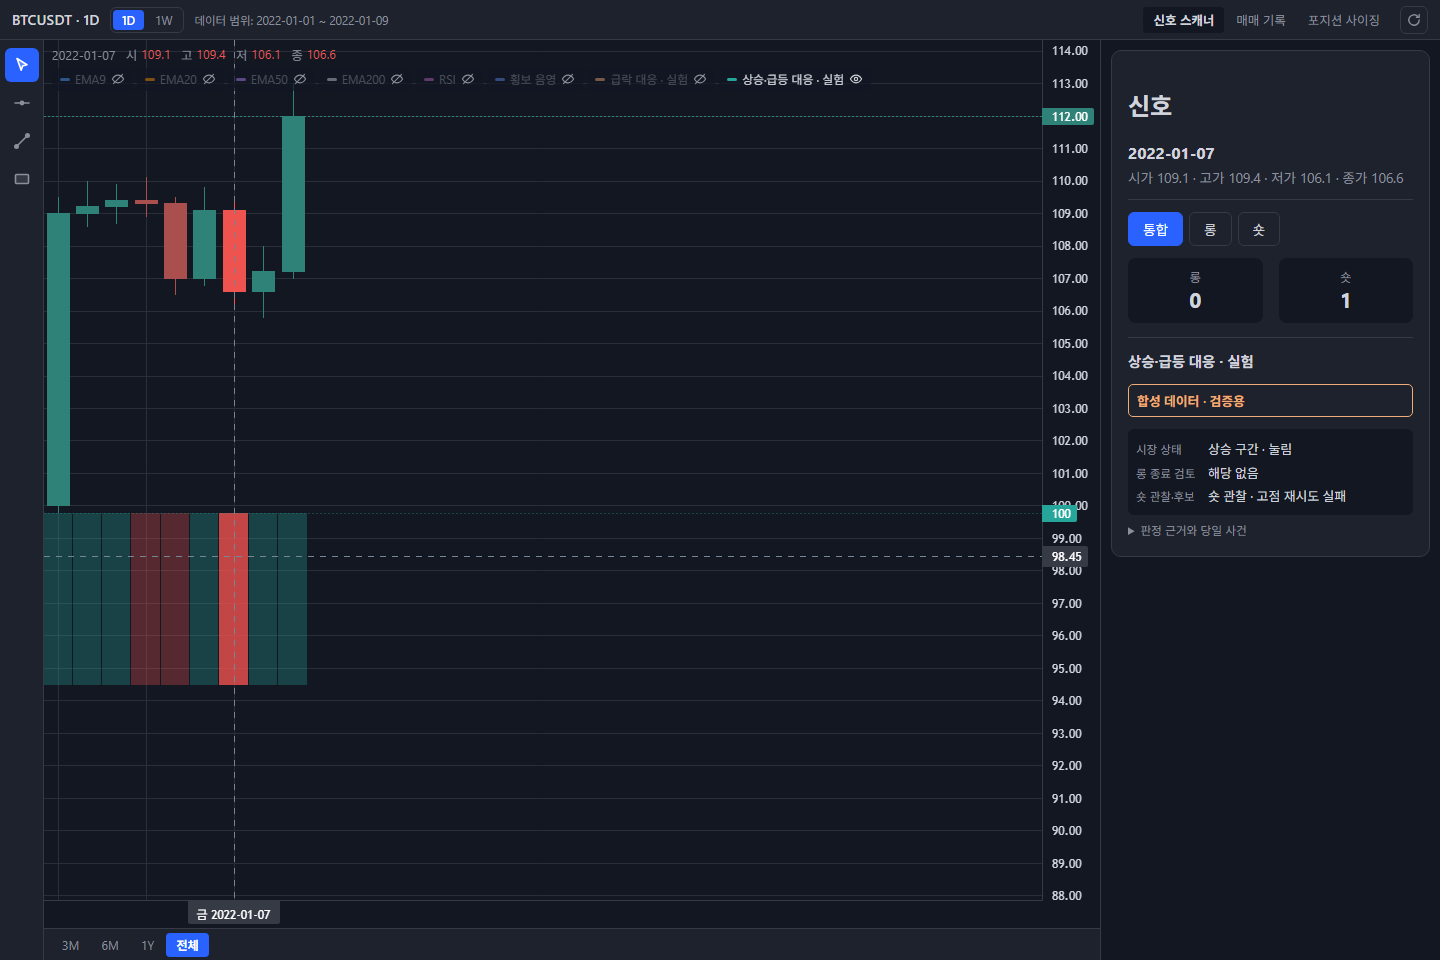 BTCUSDT · 1D 1D 1W 데이터 범위: 2022-01-01 ~ 2022-01-09 신호 스캐너 매매 기록 포지션 사이징
2022-01-07 시 109.1 고 109.4 저 106.1 종 106.6
EMA9 EMA20 EMA50 EMA200 RSI 횡보 음영 급락 대응 · 실험 상승·급등 대응 · 실험
114.00
113.00
112.00
111.00
110.00
109.00
108.00
107.00
106.00
105.00
104.00
103.00
102.00
101.00
100.00
100
99.00
98.45
98.00
97.00
96.00
95.00
94.00
93.00
92.00
91.00
90.00
89.00
88.00
금 2022-01-07
3M 6M 1Y 전체
신호
2022-01-07
시가 109.1 · 고가 109.4 · 저가 106.1 · 종가 106.6
통합 롱 숏
롱 숏
0 1
상승·급등 대응 · 실험
합성 데이터 · 검증용
시장 상태 상승 구간 · 눌림
롱 종료 검토 해당 없음
숏 관찰·후보 숏 관찰 · 고점 재시도 실패
▶ 판정 근거와 당일 사건